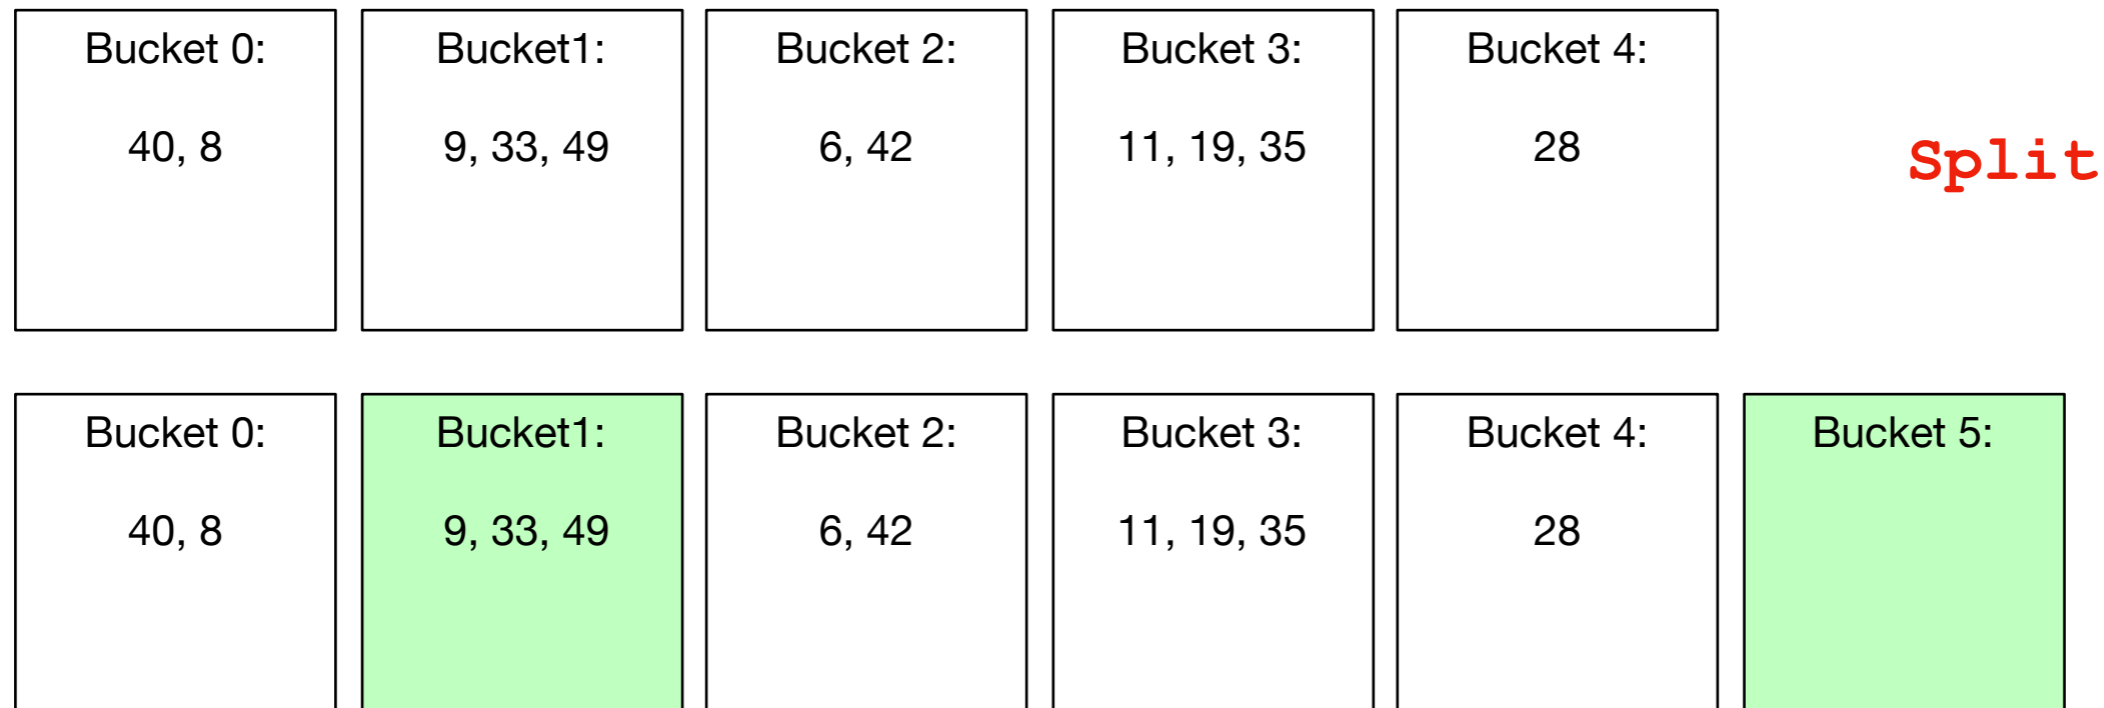 Bucket 0:
40, 8
Bucket1:
9, 33, 49
Bucket 2:
6, 42
Bucket 3:
11, 19, 35
Bucket 4:
28
Split
Bucket 0:
40, 8
Bucket1:
9, 33, 49
Bucket 2:
6, 42
Bucket 3:
11, 19, 35
Bucket 4:
28
Bucket 5: